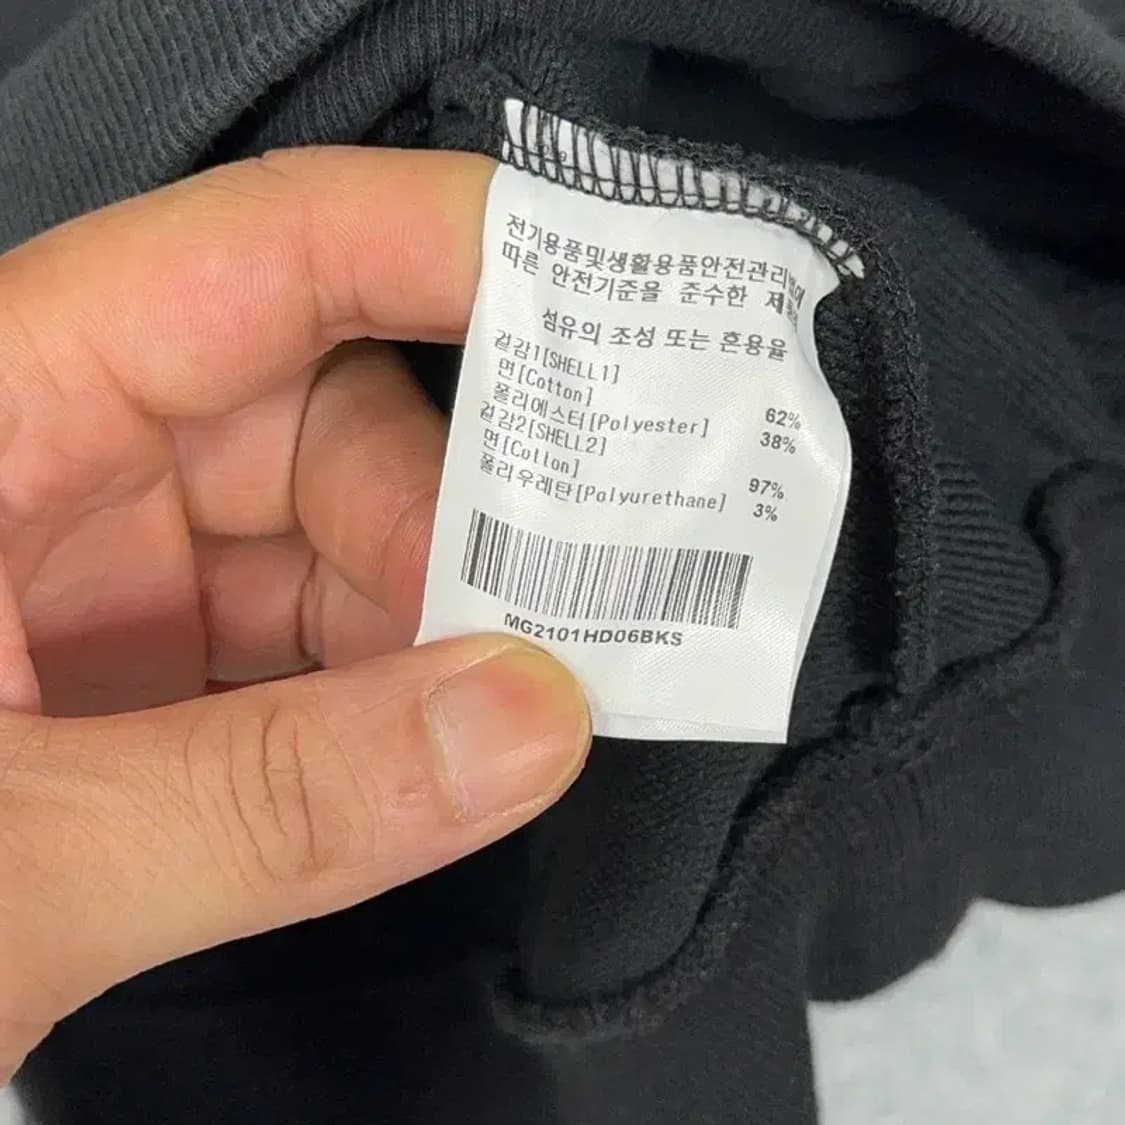 전기용품및생활용품안전관리법에
따른 안전기준을 준수한 제품
섬유의 조성 또는 혼용율
겉감1[SHELL1]
면[Cotton] 62%
폴리에스터[Polyester] 38%
겉감2[SHELL2]
면[Cotton] 97%
폴리우레탄[Polyurethane] 3%
MG2101HD06BKS